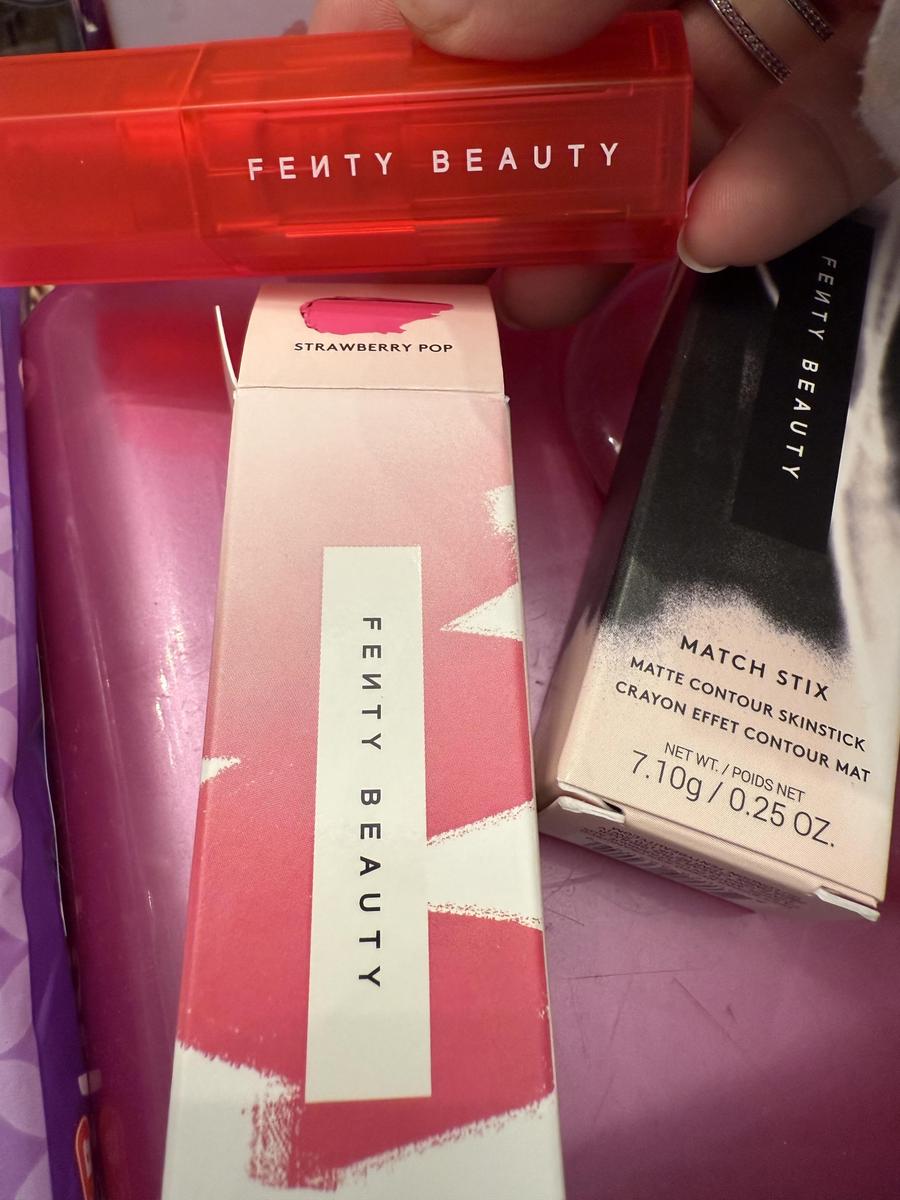 FENTY BEAUTY
STRAWBERRY POP
FENTY BEAUTY
FENTY BEAUTY
MATCH STIX
MATTE CONTOUR SKINSTICK
CRAYON EFFET CONTOUR MAT
NET WT. / POIDS NET
7.10g / 0.25 OZ.